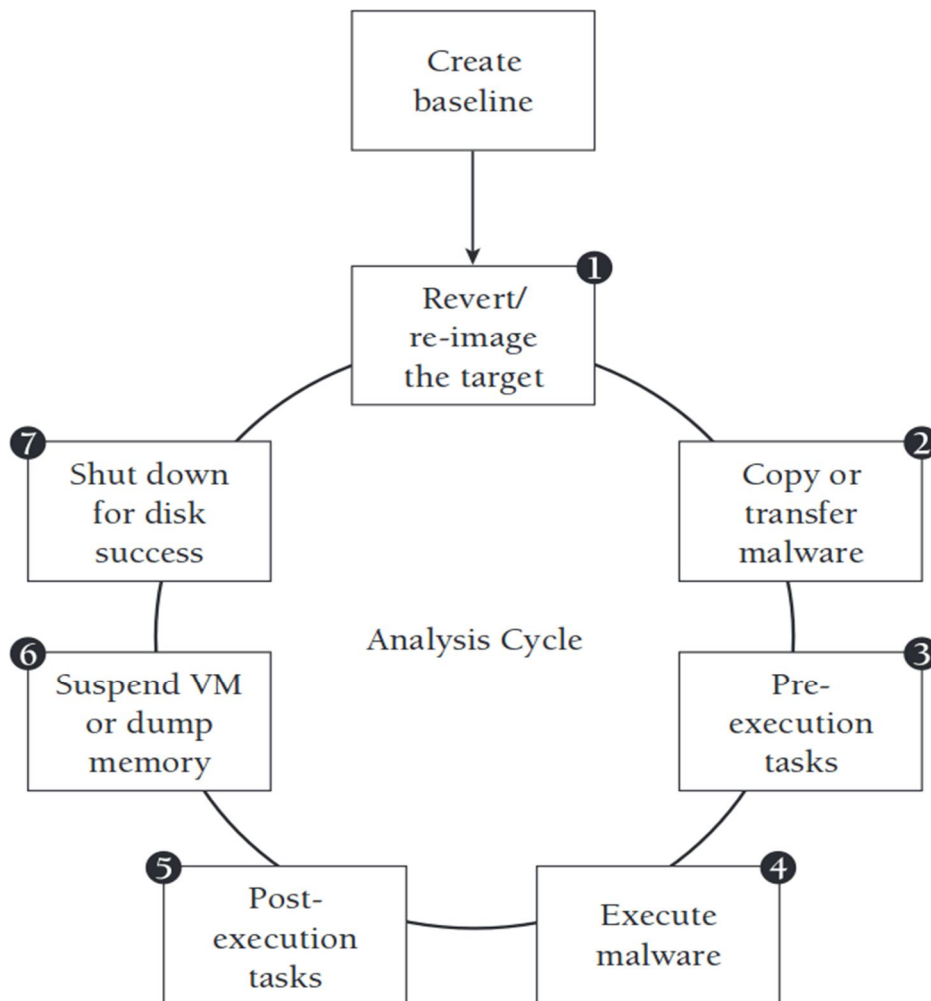 Create
baseline
1
Revert/
re-image
the target
7
Shut down
for disk
success
2
Copy or
transfer
malware
Analysis Cycle
6
Suspend VM
or dump
memory
3
Pre-
execution
tasks
5
Post-
execution
tasks
4
Execute
malware